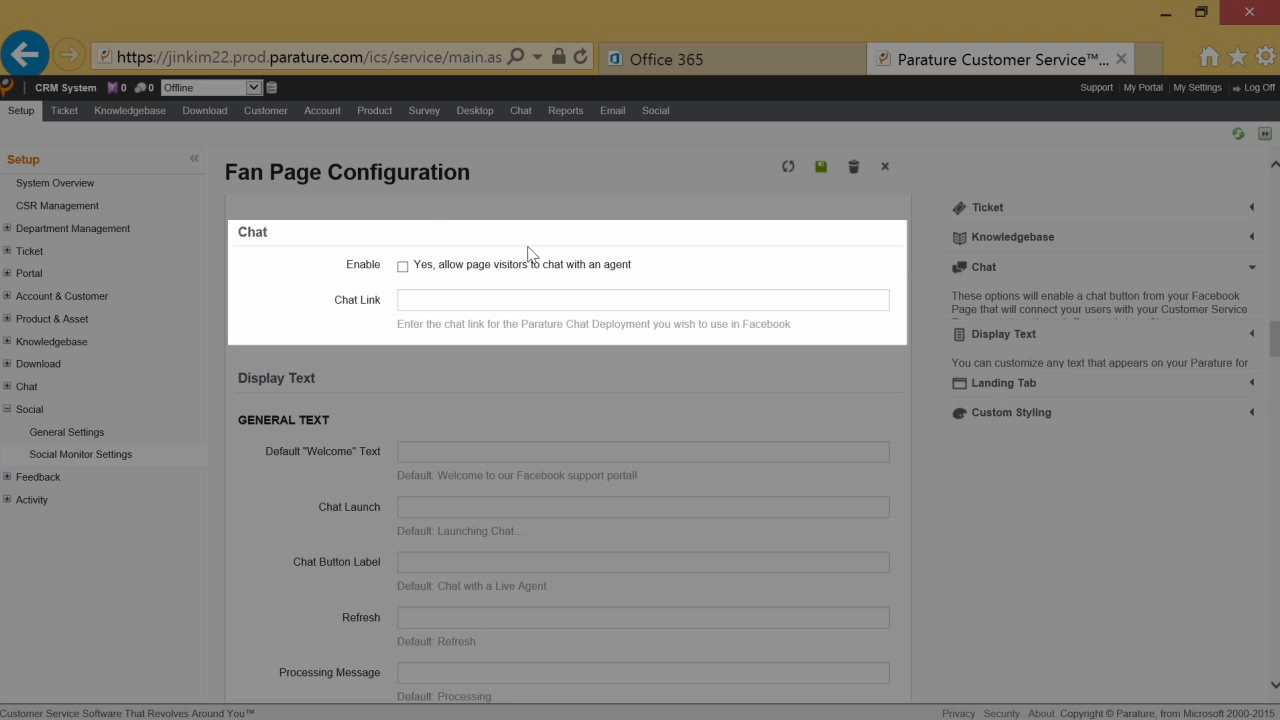 https://jinkim22.prod.parature.com/ics/service/main.as
Office 365
Parature Customer Service™...
CRM System
0
0
Offline
Support
My Portal
My Settings
Log Off
Setup
Ticket
Knowledgebase
Download
Customer
Account
Product
Survey
Desktop
Chat
Reports
Email
Social
Setup
System Overview
CSR Management
Department Management
Ticket
Portal
Account & Customer
Product & Asset
Knowledgebase
Download
Chat
Social
General Settings
Social Monitor Settings
Feedback
Activity
Fan Page Configuration
Chat
Enable
Yes, allow page visitors to chat with an agent
Chat Link
Enter the chat link for the Parature Chat Deployment you wish to use in Facebook
Display Text
GENERAL TEXT
Default "Welcome" Text
Default: Welcome to our Facebook support portal!
Chat Launch
Default: Launching Chat...
Chat Button Label
Default: Chat with a Live Agent
Refresh
Default: Refresh
Processing Message
Default: Processing
Ticket
Knowledgebase
Chat
These options will enable a chat button from your Facebook
Page that will connect your users with your Customer Service
Display Text
You can customize any text that appears on your Parature for
Landing Tab
Custom Styling
Customer Service Software That Revolves Around You™
Privacy
Security
About
Copyright © Parature, from Microsoft 2000-2015